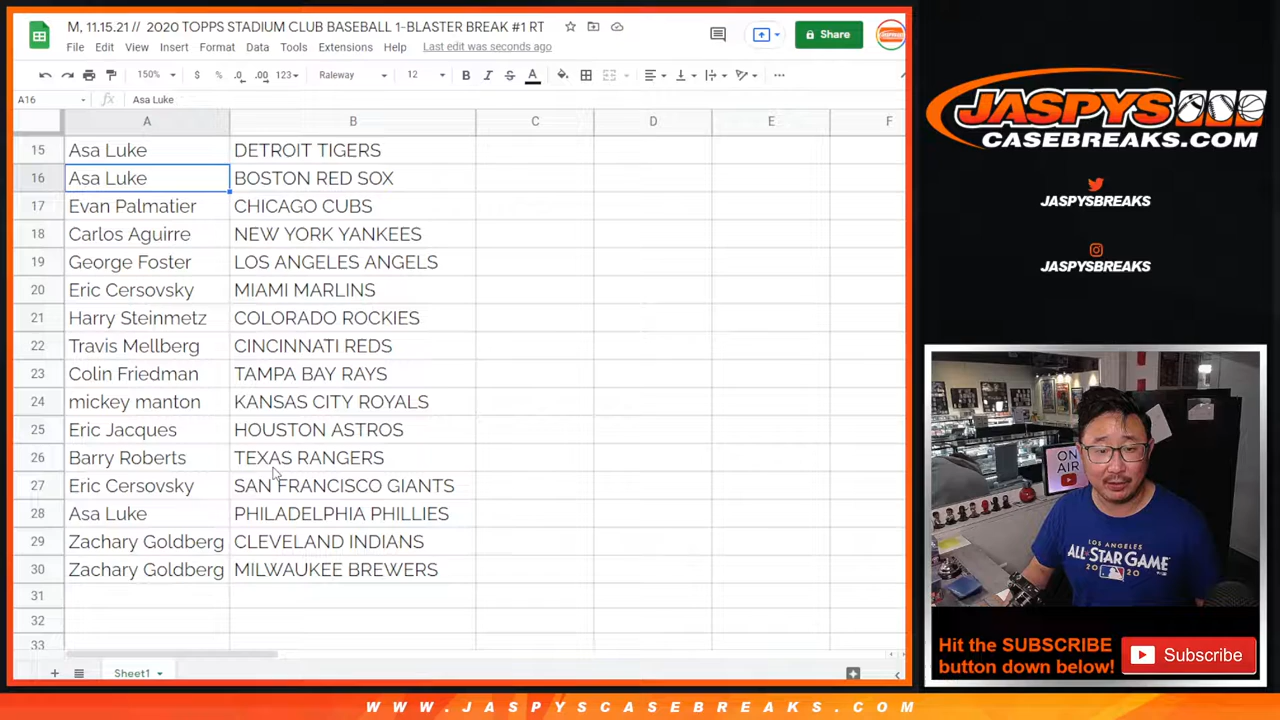 M, 11.15.21 // 2020 TOPPS STADIUM CLUB BASEBALL 1-BLASTER BREAK #1 RT
File Edit View Insert Format Data Tools Extensions Help Last edit was seconds ago
Share
150% $ % .0 .00 123 Raleway 12 B I S A
A16 fx Asa Luke
A B C D E F
15 Asa Luke DETROIT TIGERS
16 Asa Luke BOSTON RED SOX
17 Evan Palmatier CHICAGO CUBS
18 Carlos Aguirre NEW YORK YANKEES
19 George Foster LOS ANGELES ANGELS
20 Eric Cersovsky MIAMI MARLINS
21 Harry Steinmetz COLORADO ROCKIES
22 Travis Mellberg CINCINNATI REDS
23 Colin Friedman TAMPA BAY RAYS
24 mickey manton KANSAS CITY ROYALS
25 Eric Jacques HOUSTON ASTROS
26 Barry Roberts TEXAS RANGERS
27 Eric Cersovsky SAN FRANCISCO GIANTS
28 Asa Luke PHILADELPHIA PHILLIES
29 Zachary Goldberg CLEVELAND INDIANS
30 Zachary Goldberg MILWAUKEE BREWERS
31
32
33
Sheet1
JASPYS
CASEBREAKS.COM
JASPYSBREAKS
JASPYSBREAKS
ON
AIR
LOS ANGELES
ALL STAR GAME
2020
Hit the SUBSCRIBE
button down below!
Subscribe
WWW.JASPYSCASEBREAKS.COM